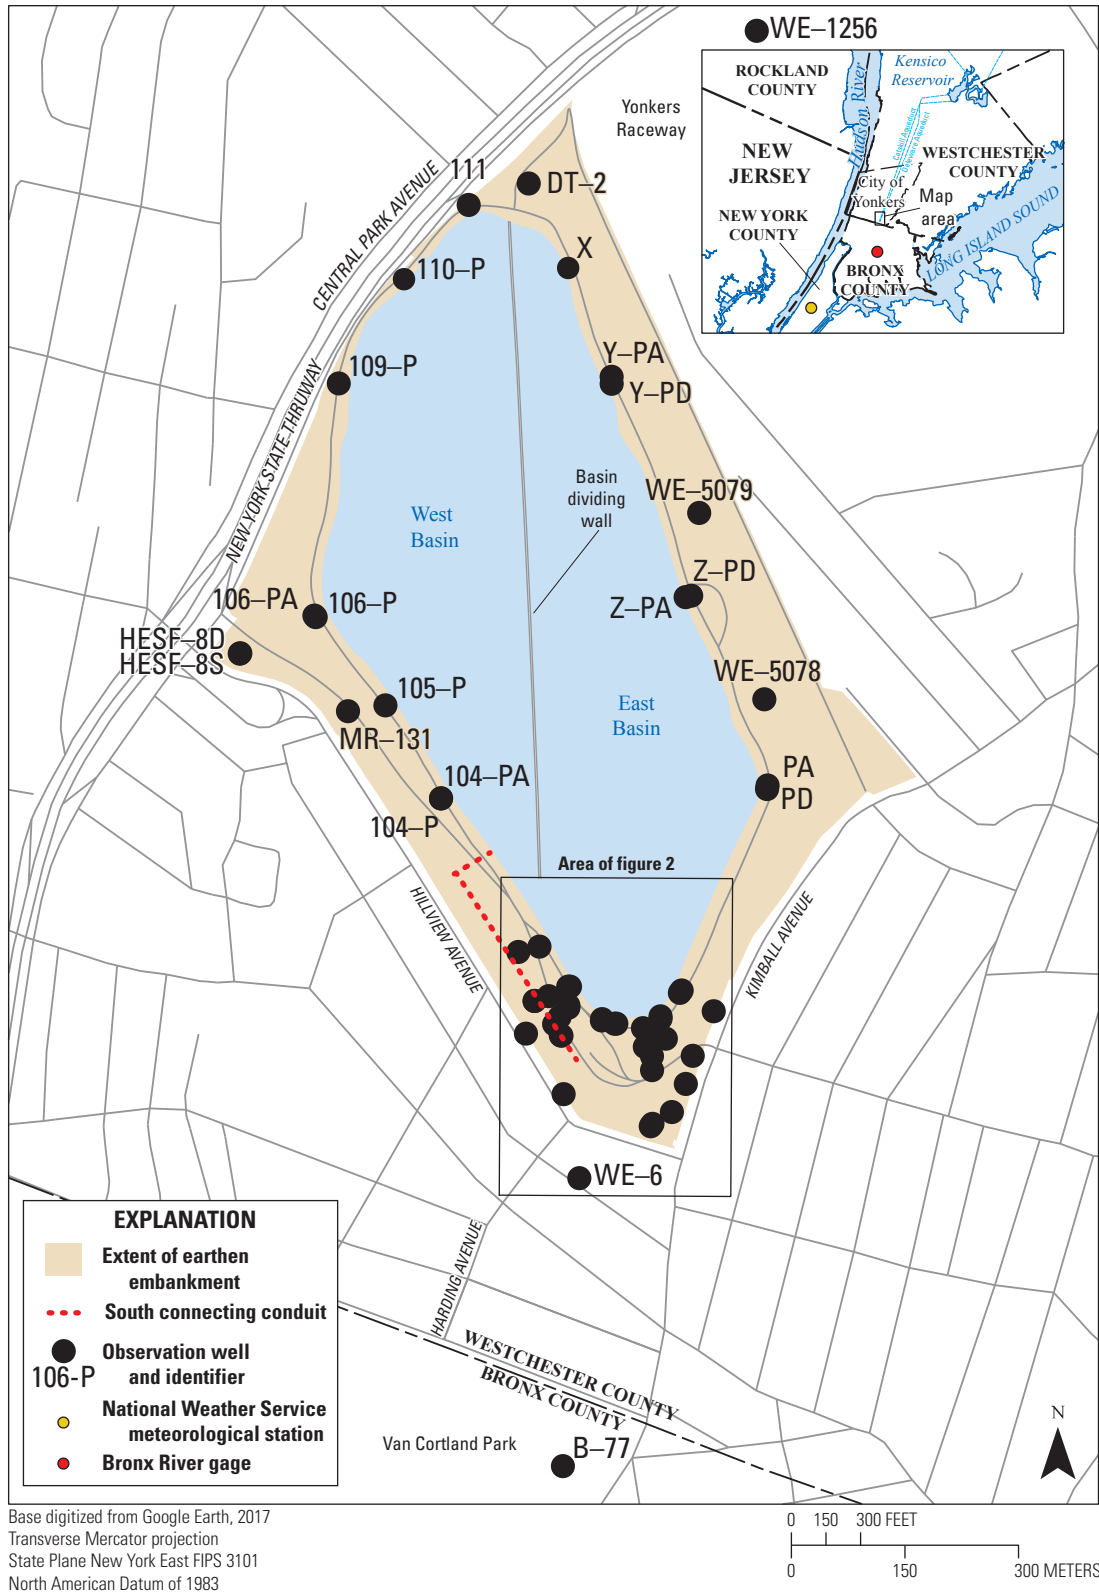 WE–1256
ROCKLAND
COUNTY
Hudson River
Kensico
Reservoir
Catskill Aqueduct
Delaware Aqueduct
NEW
JERSEY
WESTCHESTER
COUNTY
City of
Yonkers
Map
area
NEW YORK
COUNTY
LONG ISLAND SOUND
BRONX
COUNTY
Yonkers
Raceway
CENTRAL PARK AVENUE
NEW YORK STATE THRUWAY
111
DT–2
110–P
X
109–P
Y–PA
Y–PD
West
Basin
Basin
dividing
wall
WE–5079
Z–PD
Z–PA
106–PA
106–P
HESF–8D
HESF–8S
105–P
MR–131
WE–5078
East
Basin
104–PA
104–P
PA
PD
Area of figure 2
HILLVIEW AVENUE
KIMBALL AVENUE
WE–6
HARDING AVENUE
WESTCHESTER COUNTY
BRONX COUNTY
Van Cortland Park
B–77
N
EXPLANATION
Extent of earthen
embankment
South connecting conduit
Observation well
and identifier
106-P
National Weather Service
meteorological station
Bronx River gage
Base digitized from Google Earth, 2017
Transverse Mercator projection
State Plane New York East FIPS 3101
North American Datum of 1983
0 150 300 FEET
0 150 300 METERS